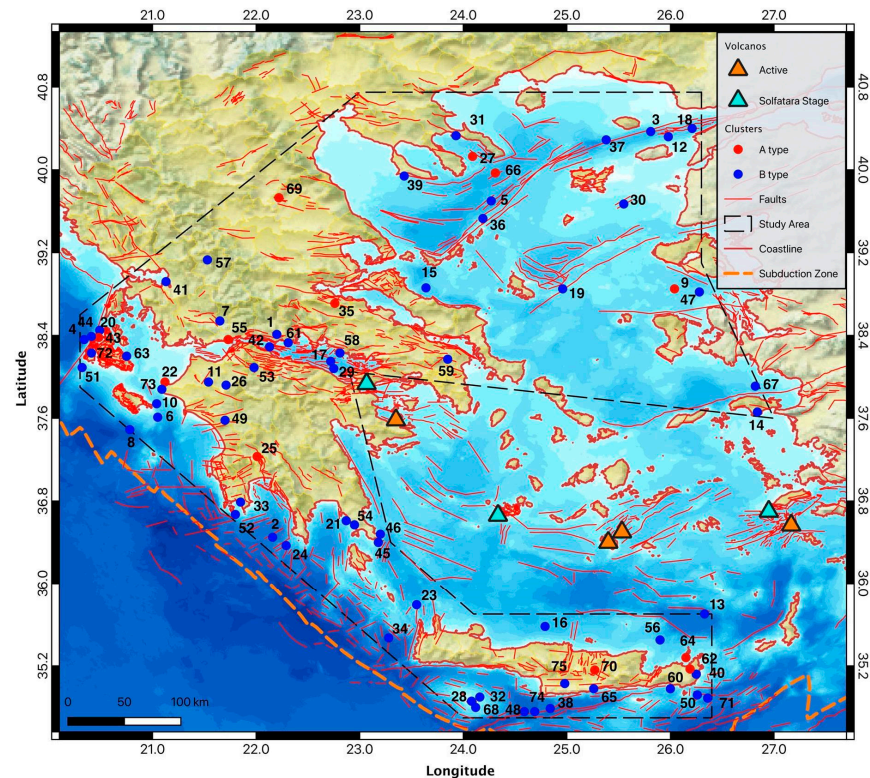 21.0 22.0 23.0 24.0 25.0 26.0 27.0
40.8 40.8
40.0 40.0
39.2 39.2
38.4 38.4
37.6 37.6
36.8 36.8
36.0 36.0
35.2 35.2
Latitude
Latitude
Volcanos
Active
Solfatara Stage
Clusters
A type
B type
Faults
Study Area
Coastline
Subduction Zone
31 3 18
37 12
27
66
39
5 30
36
69
57
41
15
19
9
47
35
7 1
44 20 55 61
4 43 42 58
72 63 17 59
51 53 29
22 11 26
73
10
6 49
8
67
14
25
33
52 2 21 54 46
24 45
23
34
16
13
56
64
62
75 70 40
60
28 32 74 38 65 50 71
68 48
0 50 100 km
21.0 22.0 23.0 24.0 25.0 26.0 27.0
Longitude